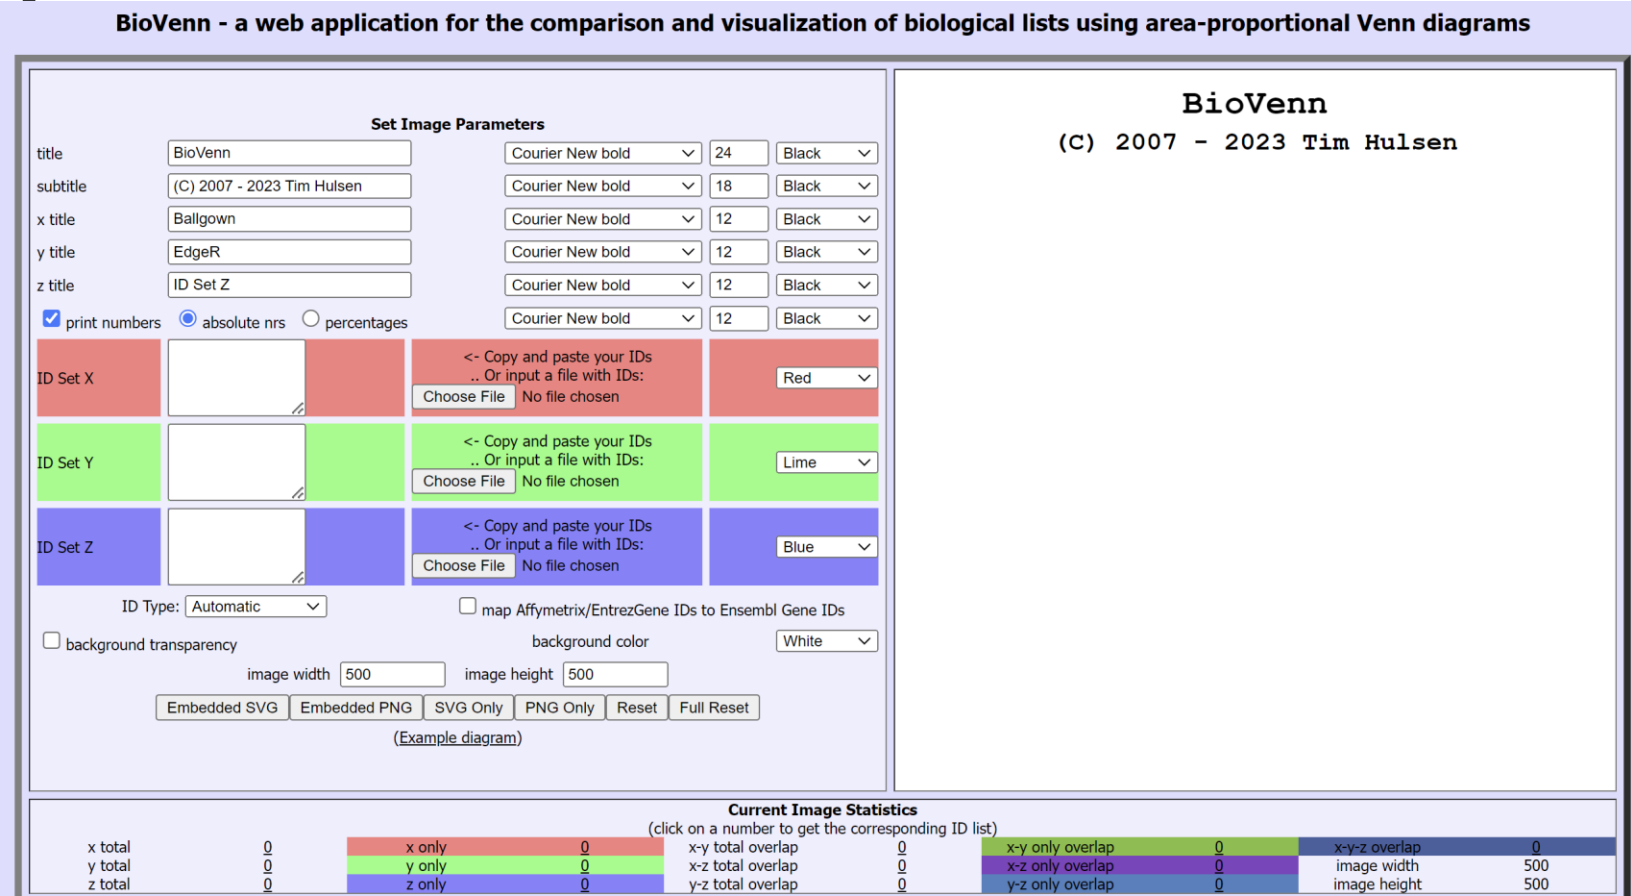 BioVenn - a web application for the comparison and visualization of biological lists using area-proportional Venn diagrams
Set Image Parameters
title BioVenn Courier New bold 24 Black
subtitle (C) 2007 - 2023 Tim Hulsen Courier New bold 18 Black
x title Ballgown Courier New bold 12 Black
y title EdgeR Courier New bold 12 Black
z title ID Set Z Courier New bold 12 Black
print numbers absolute nrs percentages Courier New bold 12 Black
<- Copy and paste your IDs
.. Or input a file with IDs:
ID Set X Red
Choose File No file chosen
<- Copy and paste your IDs
.. Or input a file with IDs:
ID Set Y Lime
Choose File No file chosen
<- Copy and paste your IDs
.. Or input a file with IDs:
ID Set Z Blue
Choose File No file chosen
ID Type: Automatic map Affymetrix/EntrezGene IDs to Ensembl Gene IDs
background transparency background color White
image width 500 image height 500
Embedded SVG Embedded PNG SVG Only PNG Only Reset Full Reset
(Example diagram)
BioVenn
(C) 2007 - 2023 Tim Hulsen
Current Image Statistics
(click on a number to get the corresponding ID list)
x total 0 x only 0 x-y total overlap 0 x-y only overlap 0 x-y-z overlap 0
y total 0 y only 0 x-z total overlap 0 x-z only overlap 0 image width 500
z total 0 z only 0 y-z total overlap 0 y-z only overlap 0 image height 500